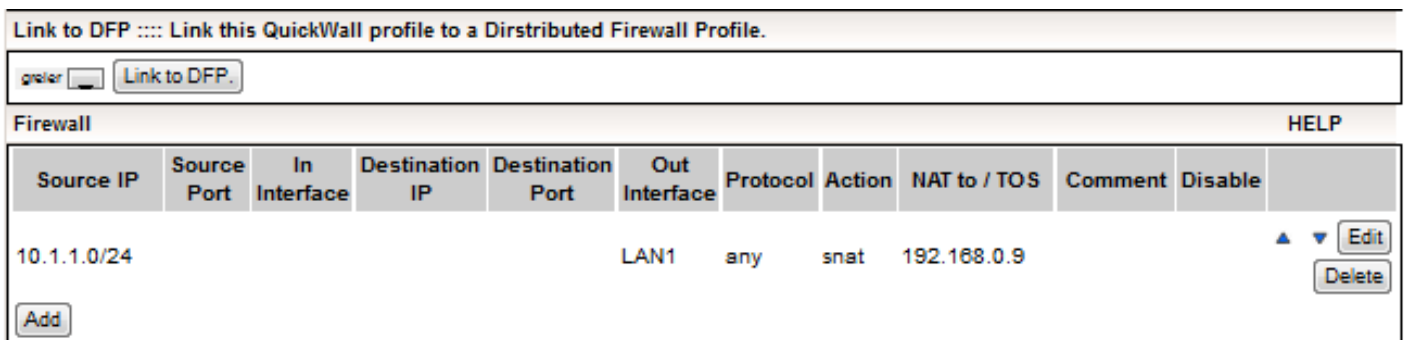 Link to DFP :::: Link this QuickWall profile to a Dirstributed Firewall Profile.
greier Link to DFP.
Firewall HELP
Source IP Source Port In Interface Destination IP Destination Port Out Interface Protocol Action NAT to / TOS Comment Disable
10.1.1.0/24 LAN1 any snat 192.168.0.9 Edit
Delete
Add